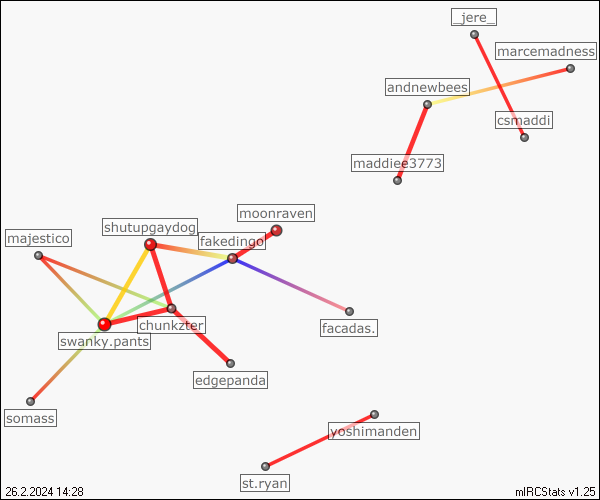 _jere_
marcemadness
andnewbees
csmaddi
maddiee3773
moonraven
shutupgaydog
fakedingo
majestico
chunkzter
facadas.
swanky.pants
edgepanda
somass
yoshimanden
st.ryan
26.2.2024 14:28
mIRCStats v1.25